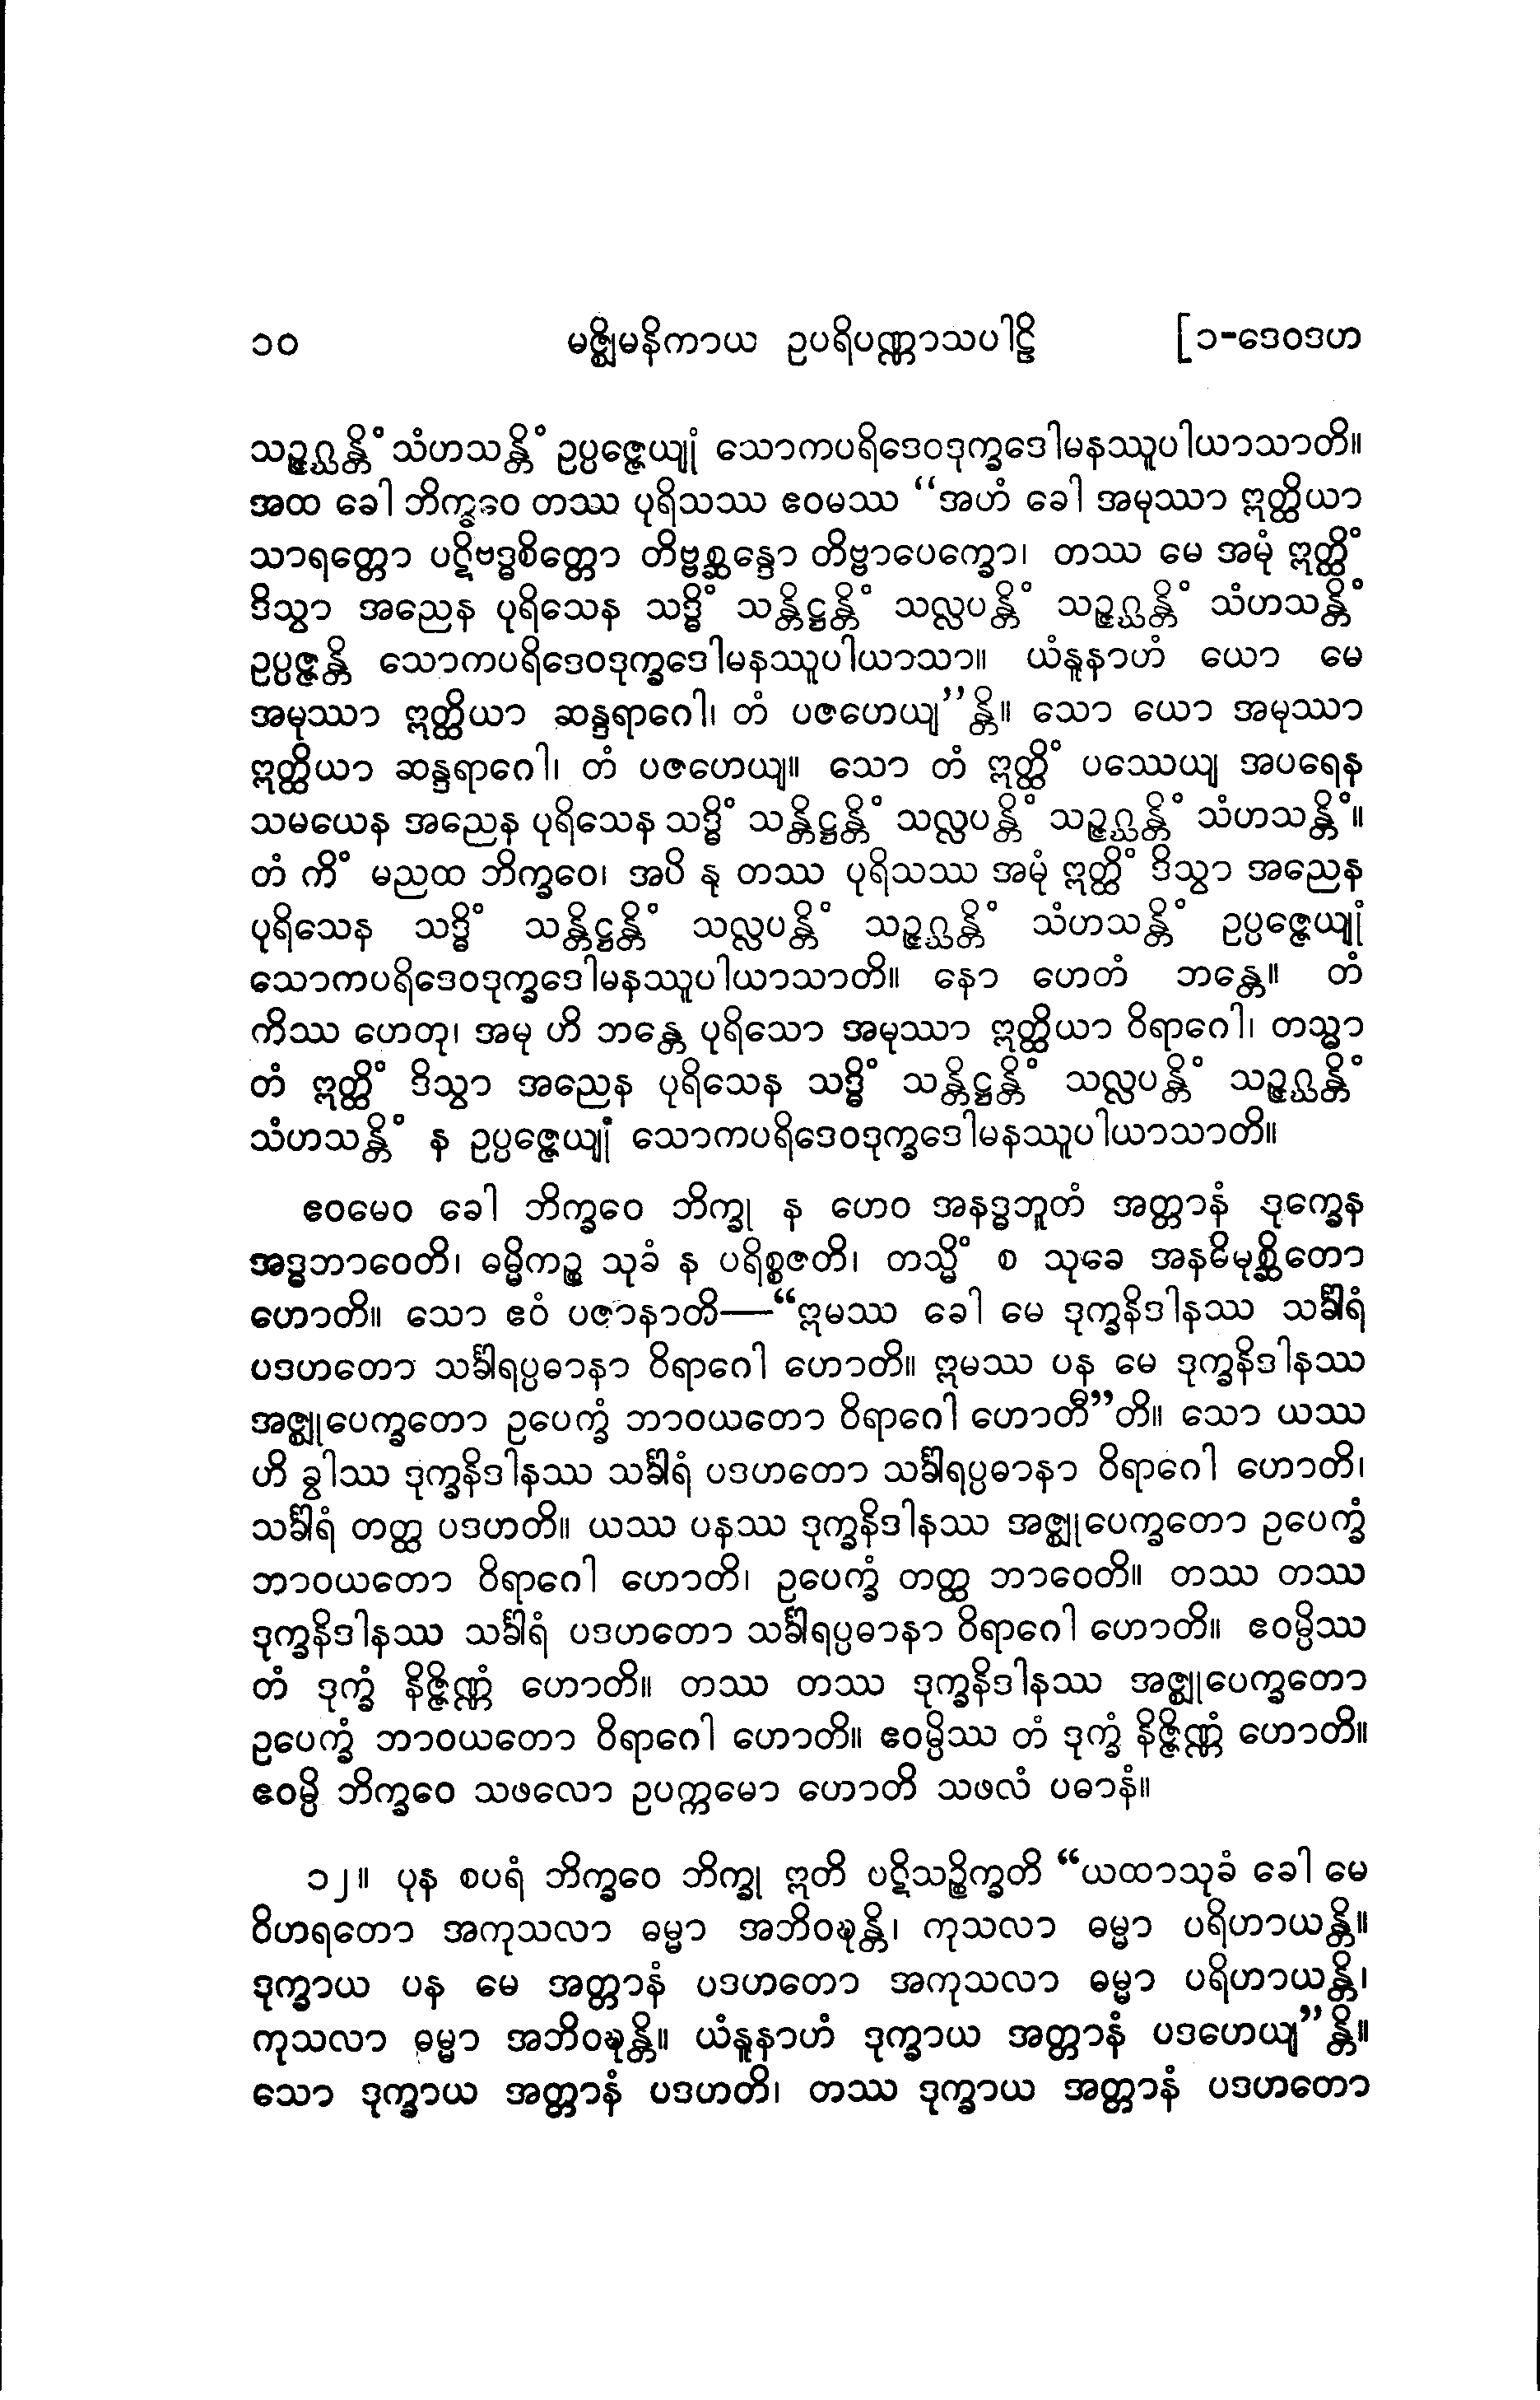 ၁၀ မဇ္ဈိမနိကာယ ဥပရိပဏ္ဏာသပါဠိ [၁-ဒေဝဒဟ
သဉ္ဇဂ္ဃန္တိံ သံဟသန္တိံ ဥပ္ပဇ္ဇေယျုံ သောကပရိဒေဝဒုက္ခဒေါမနဿူပါယာသာတိ။
အထ ခေါ ဘိက္ခဝေ တဿ ပုရိသဿ ဧဝမဿ “အဟံ ခေါ အမုဿာ ဣတ္ထိယာ
သာရတ္တော ပဋိဗဒ္ဓစိတ္တော တိဗ္ဗစ္ဆန္ဒော တိဗ္ဗာပေက္ခော၊ တဿ မေ အမုံ ဣတ္ထိံ
ဒိသွာ အညေန ပုရိသေန သဒ္ဓိံ သန္တိဋ္ဌန္တိံ သလ္လပန္တိံ သဉ္ဇဂ္ဃန္တိံ သံဟသန္တိံ
ဥပ္ပဇ္ဇန္တိ သောကပရိဒေဝဒုက္ခဒေါမနဿူပါယာသာ။ ယံနူနာဟံ ယော မေ
အမုဿာ ဣတ္ထိယာ ဆန္ဒရာဂေါ၊ တံ ပဇဟေယျ”န္တိ။ သော ယော အမုဿာ
ဣတ္ထိယာ ဆန္ဒရာဂေါ၊ တံ ပဇဟေယျ။ သော တံ ဣတ္ထိံ ပဿေယျ အပရေန
သမယေန အညေန ပုရိသေန သဒ္ဓိံ သန္တိဋ္ဌန္တိံ သလ္လပန္တိံ သဉ္ဇဂ္ဃန္တိံ သံဟသန္တိံ။
တံ ကိံ မညထ ဘိက္ခဝေ၊ အပိ နု တဿ ပုရိသဿ အမုံ ဣတ္ထိံ ဒိသွာ အညေန
ပုရိသေန သဒ္ဓိံ သန္တိဋ္ဌန္တိံ သလ္လပန္တိံ သဉ္ဇဂ္ဃန္တိံ သံဟသန္တိံ ဥပ္ပဇ္ဇေယျုံ
သောကပရိဒေဝဒုက္ခဒေါမနဿူပါယာသာတိ။ နော ဟေတံ ဘန္တေ။ တံ
ကိဿ ဟေတု၊ အမု ဟိ ဘန္တေ ပုရိသော အမုဿာ ဣတ္ထိယာ ဝိရာဂေါ၊ တသ္မာ
တံ ဣတ္ထိံ ဒိသွာ အညေန ပုရိသေန သဒ္ဓိံ သန္တိဋ္ဌန္တိံ သလ္လပန္တိံ သဉ္ဇဂ္ဃန္တိံ
သံဟသန္တိံ န ဥပ္ပဇ္ဇေယျုံ သောကပရိဒေဝဒုက္ခဒေါမနဿူပါယာသာတိ။
ဧဝမေဝ ခေါ ဘိက္ခဝေ ဘိက္ခု န ဟေဝ အနဒ္ဓဘူတံ အတ္တာနံ ဒုက္ခေန
အဒ္ဓဘာဝေတိ၊ ဓမ္မိကဉ္စ သုခံ န ပရိစ္စဇတိ၊ တသ္မိံ စ သုခေ အနဓိမုစ္ဆိတော
ဟောတိ။ သော ဧဝံ ပဇာနာတိ—“ဣမဿ ခေါ မေ ဒုက္ခနိဒါနဿ သင်္ခါရံ
ပဒဟတော သင်္ခါရပ္ပဓာနာ ဝိရာဂေါ ဟောတိ။ ဣမဿ ပန မေ ဒုက္ခနိဒါနဿ
အဇ္ဈုပေက္ခတော ဥပေက္ခံ ဘာဝယတော ဝိရာဂေါ ဟောတီ”တိ။ သော ယဿ
ဟိ ခွါဿ ဒုက္ခနိဒါနဿ သင်္ခါရံ ပဒဟတော သင်္ခါရပ္ပဓာနာ ဝိရာဂေါ ဟောတိ၊
သင်္ခါရံ တတ္ထ ပဒဟတိ။ ယဿ ပနဿ ဒုက္ခနိဒါနဿ အဇ္ဈုပေက္ခတော ဥပေက္ခံ
ဘာဝယတော ဝိရာဂေါ ဟောတိ၊ ဥပေက္ခံ တတ္ထ ဘာဝေတိ။ တဿ တဿ
ဒုက္ခနိဒါနဿ သင်္ခါရံ ပဒဟတော သင်္ခါရပ္ပဓာနာ ဝိရာဂေါ ဟောတိ။ ဧဝမ္ပိဿ
တံ ဒုက္ခံ နိဇ္ဇိဏ္ဏံ ဟောတိ။ တဿ တဿ ဒုက္ခနိဒါနဿ အဇ္ဈုပေက္ခတော
ဥပေက္ခံ ဘာဝယတော ဝိရာဂေါ ဟောတိ။ ဧဝမ္ပိဿ တံ ဒုက္ခံ နိဇ္ဇိဏ္ဏံ ဟောတိ။
ဧဝမ္ပိ ဘိက္ခဝေ သဖလော ဥပက္ကမော ဟောတိ သဖလံ ပဓာနံ။
၁၂။ ပုန စပရံ ဘိက္ခဝေ ဘိက္ခု ဣတိ ပဋိသဉ္စိက္ခတိ “ယထာသုခံ ခေါ မေ
ဝိဟရတော အကုသလာ ဓမ္မာ အဘိဝဍ္ဎန္တိ၊ ကုသလာ ဓမ္မာ ပရိဟာယန္တိ။
ဒုက္ခာယ ပန မေ အတ္တာနံ ပဒဟတော အကုသလာ ဓမ္မာ ပရိဟာယန္တိ၊
ကုသလာ ဓမ္မာ အဘိဝဍ္ဎန္တိ။ ယံနူနာဟံ ဒုက္ခာယ အတ္တာနံ ပဒဟေယျ”န္တိ။
သော ဒုက္ခာယ အတ္တာနံ ပဒဟတိ၊ တဿ ဒုက္ခာယ အတ္တာနံ ပဒဟတော